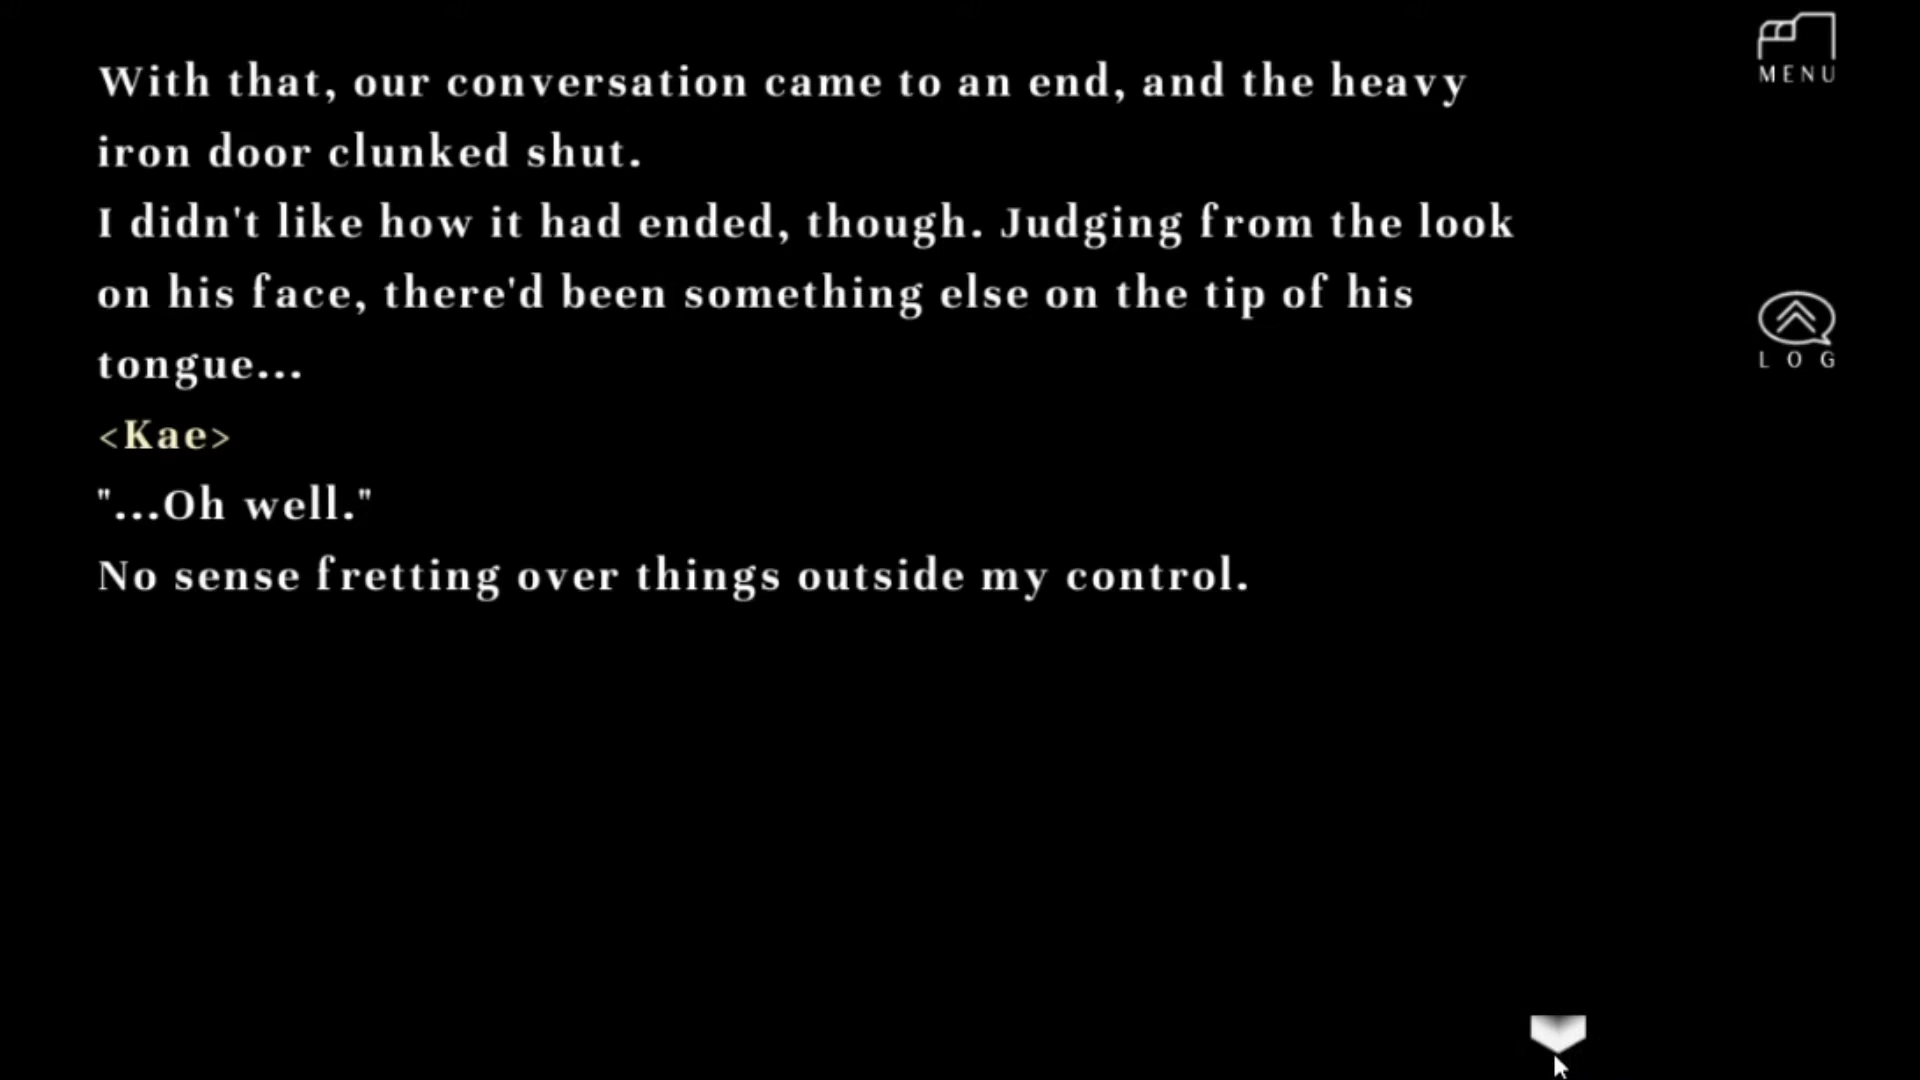 With that, our conversation came to an end, and the heavy
iron door clunked shut.
I didn't like how it had ended, though. Judging from the look
on his face, there'd been something else on the tip of his
tongue...
<Kae>
"...Oh well."
No sense fretting over things outside my control.
MENU
LOG